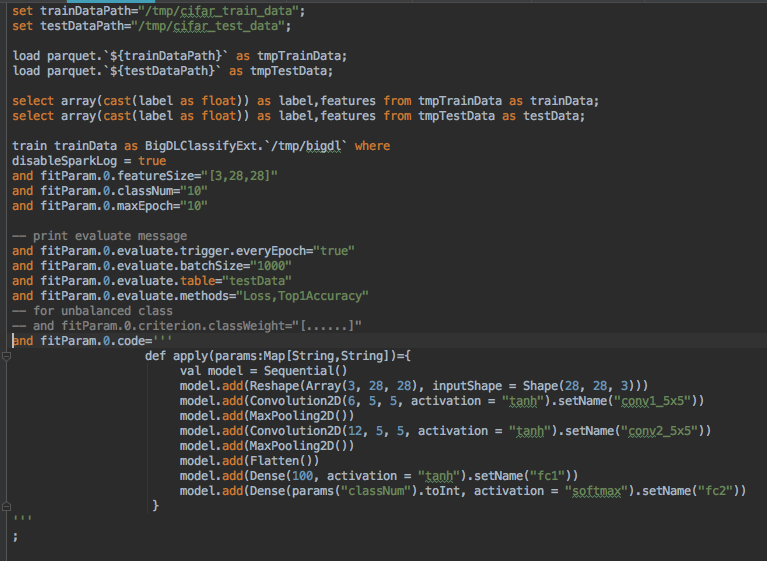 set trainDataPath="/tmp/cifar_train_data";
set testDataPath="/tmp/cifar_test_data";

load parquet.`${trainDataPath}` as tmpTrainData;
load parquet.`${testDataPath}` as tmpTestData;

select array(cast(label as float)) as label,features from tmpTrainData as trainData;
select array(cast(label as float)) as label,features from tmpTestData as testData;

train trainData as BigDLClassifyExt.`/tmp/bigdl` where
disableSparkLog = true
and fitParam.0.featureSize="[3,28,28]"
and fitParam.0.classNum="10"
and fitParam.0.maxEpoch="10"

-- print evaluate message
and fitParam.0.evaluate.trigger.everyEpoch="true"
and fitParam.0.evaluate.batchSize="1000"
and fitParam.0.evaluate.table="testData"
and fitParam.0.evaluate.methods="Loss,Top1Accuracy"
-- for unbalanced class
-- and fitParam.0.criterion.classWeight="[......]"
and fitParam.0.code='''
                   def apply(params:Map[String,String])={
                        val model = Sequential()
                        model.add(Reshape(Array(3, 28, 28), inputShape = Shape(28, 28, 3)))
                        model.add(Convolution2D(6, 5, 5, activation = "tanh").setName("conv1_5x5"))
                        model.add(MaxPooling2D())
                        model.add(Convolution2D(12, 5, 5, activation = "tanh").setName("conv2_5x5"))
                        model.add(MaxPooling2D())
                        model.add(Flatten())
                        model.add(Dense(100, activation = "tanh").setName("fc1"))
                        model.add(Dense(params("classNum").toInt, activation = "softmax").setName("fc2"))
                    }
'''
;